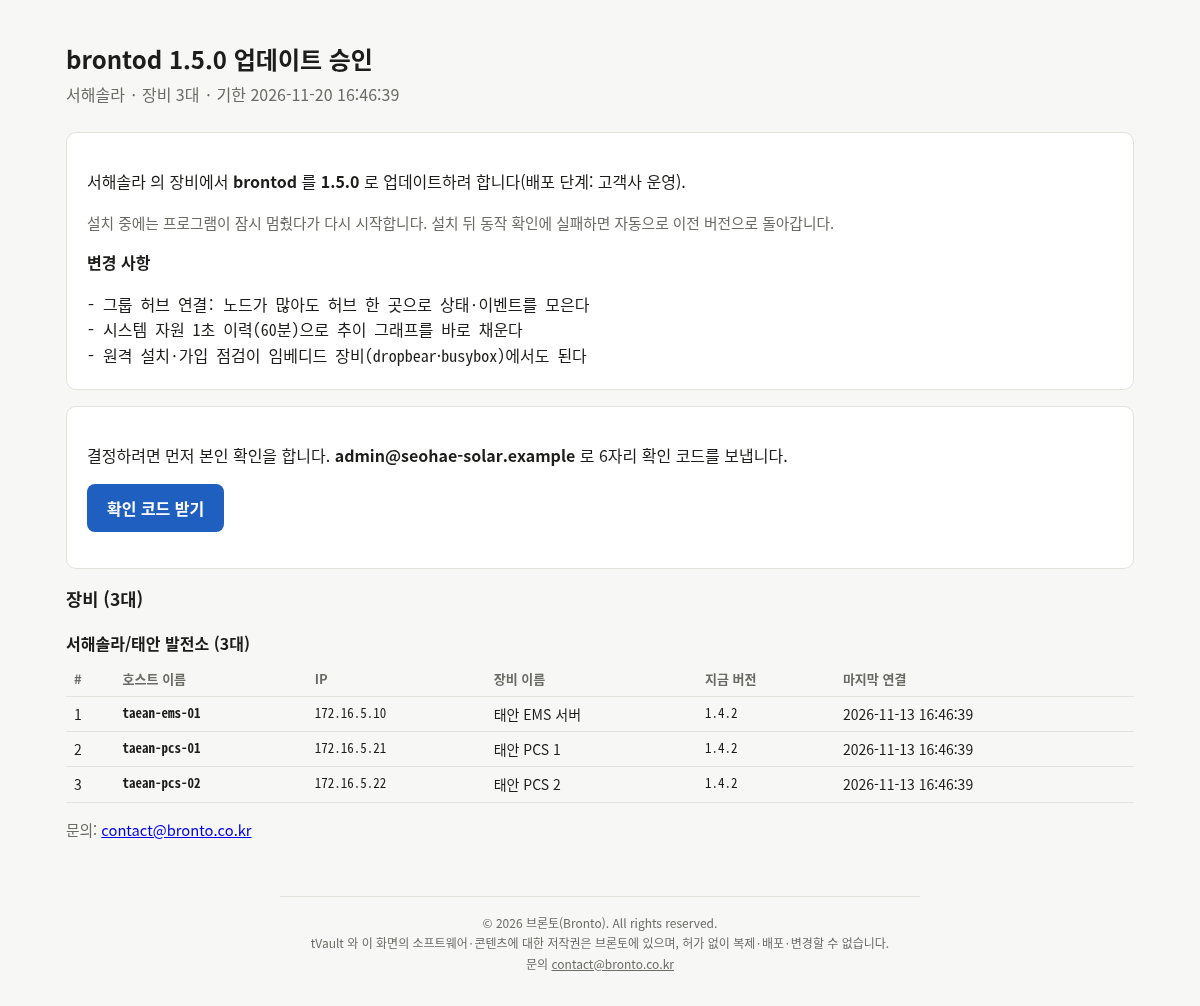 brontod 1.5.0 업데이트 승인
서해솔라 · 장비 3대 · 기한 2026-11-20 16:46:39
서해솔라 의 장비에서 brontod 를 1.5.0 로 업데이트하려 합니다(배포 단계: 고객사 운영).
설치 중에는 프로그램이 잠시 멈췄다가 다시 시작합니다. 설치 뒤 동작 확인에 실패하면 자동으로 이전 버전으로 돌아갑니다.
변경 사항
- 그룹 허브 연결: 노드가 많아도 허브 한 곳으로 상태·이벤트를 모은다
- 시스템 자원 1초 이력(60분)으로 추이 그래프를 바로 채운다
- 원격 설치·가입 점검이 임베디드 장비(dropbear·busybox)에서도 된다
결정하려면 먼저 본인 확인을 합니다. admin@seohae-solar.example 로 6자리 확인 코드를 보냅니다.
확인 코드 받기
장비 (3대)
서해솔라/태안 발전소 (3대)
# 호스트 이름 IP 장비 이름 지금 버전 마지막 연결
1 taean-ems-01 172.16.5.10 태안 EMS 서버 1.4.2 2026-11-13 16:46:39
2 taean-pcs-01 172.16.5.21 태안 PCS 1 1.4.2 2026-11-13 16:46:39
3 taean-pcs-02 172.16.5.22 태안 PCS 2 1.4.2 2026-11-13 16:46:39
문의: contact@bronto.co.kr
© 2026 브론토(Bronto). All rights reserved.
tVault 와 이 화면의 소프트웨어·콘텐츠에 대한 저작권은 브론토에 있으며, 허가 없이 복제·배포·변경할 수 없습니다.
문의 contact@bronto.co.kr